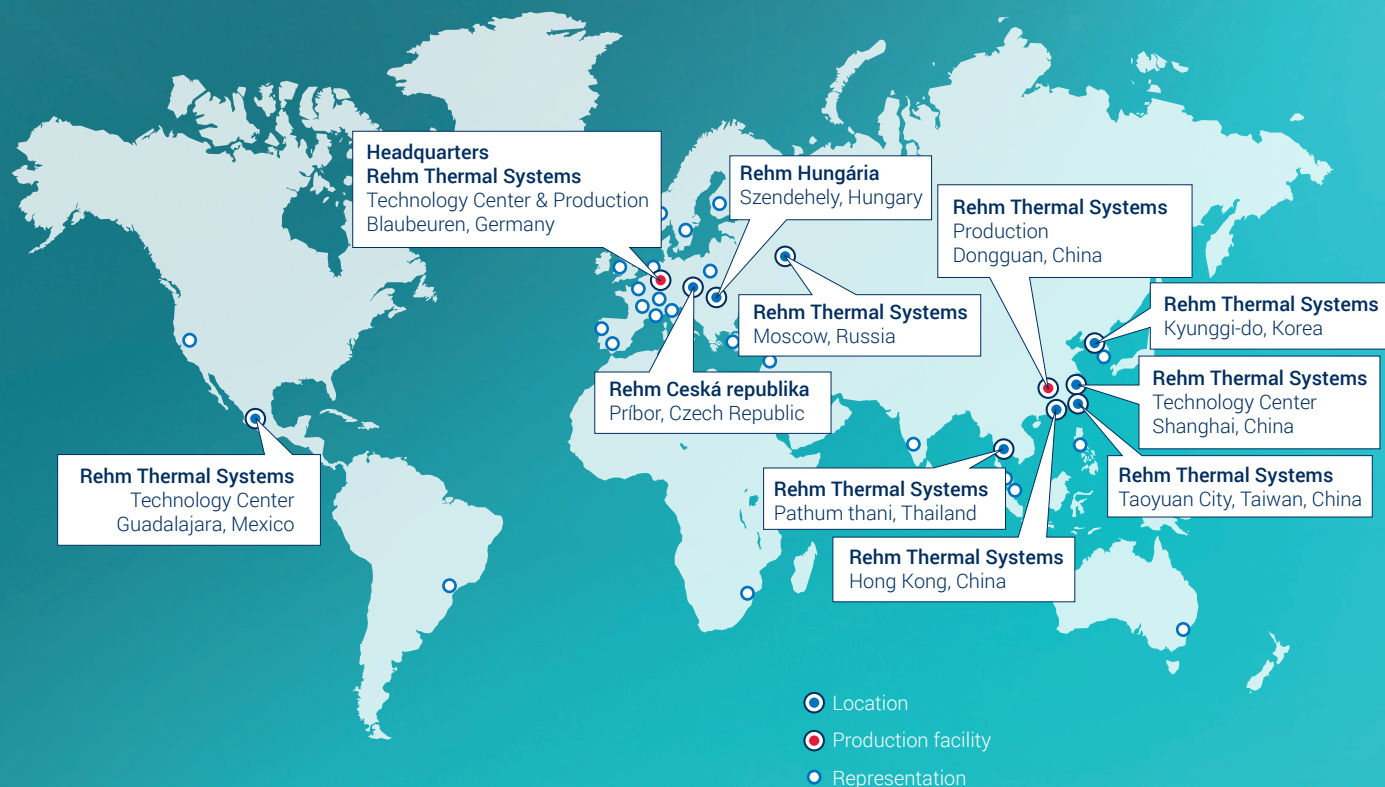 Headquarters
Rehm Thermal Systems
Technology Center & Production
Blaubeuren, Germany
Rehm Hungária
Szendehely, Hungary
Rehm Thermal Systems
Production
Dongguan, China
Rehm Thermal Systems
Moscow, Russia
Rehm Thermal Systems
Kyunggi-do, Korea
Rehm Ceská republika
Príbor, Czech Republic
Rehm Thermal Systems
Technology Center
Shanghai, China
Rehm Thermal Systems
Technology Center
Guadalajara, Mexico
Rehm Thermal Systems
Pathum thani, Thailand
Rehm Thermal Systems
Taoyuan City, Taiwan, China
Rehm Thermal Systems
Hong Kong, China
Location
Production facility
Representation